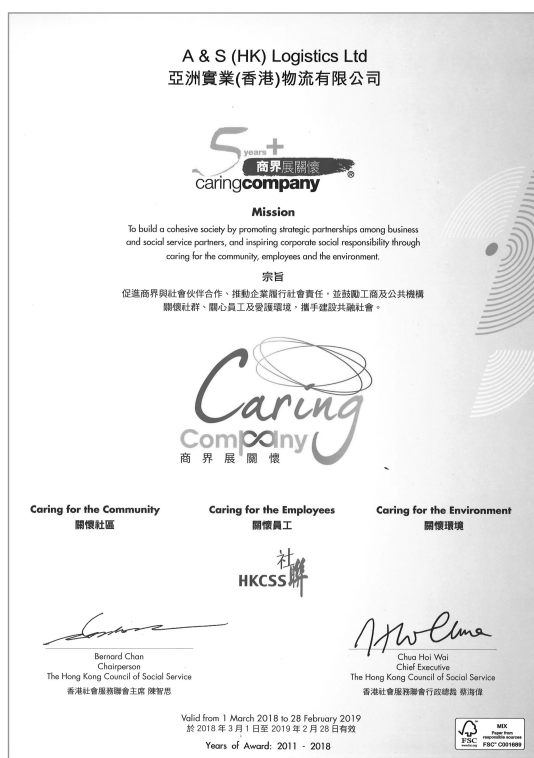 A & S (HK) Logistics Ltd
亞洲實業(香港)物流有限公司
5 years+
商界展關懷
caringcompany®
Mission
To build a cohesive society by promoting strategic partnerships among business
and social service partners, and inspiring corporate social responsibility through
caring for the community, employees and the environment.
宗旨
促進商界與社會伙伴合作、推動企業履行社會責任，並鼓勵工商及公共機構
關懷社群、關心員工及愛護環境，攜手建設共融社會。
Caring
Company
商界展關懷
Caring for the Community
關懷社區
Caring for the Employees
關懷員工
Caring for the Environment
關懷環境
HKCSS 社聯
Bernard Chan
Chairperson
The Hong Kong Council of Social Service
香港社會服務聯會主席 陳智思
Chua Hoi Wai
Chief Executive
The Hong Kong Council of Social Service
香港社會服務聯會行政總裁 蔡海偉
Valid from 1 March 2018 to 28 February 2019
於 2018 年 3 月 1 日至 2019 年 2 月 28 日有效
Years of Award: 2011 - 2018
FSC
www.fsc.org
MIX
Paper from
responsible sources
FSC® C001689